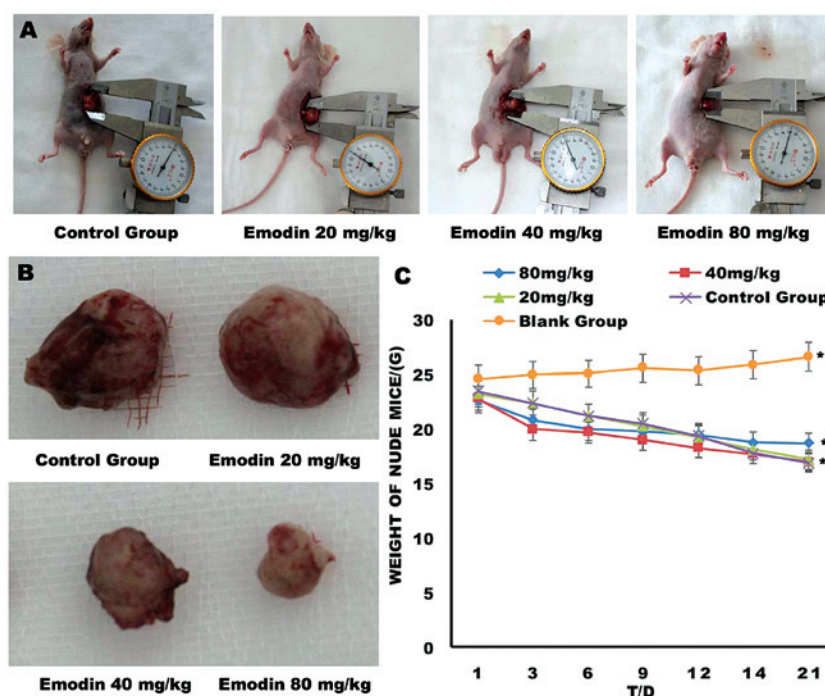 A
Control Group
Emodin 20 mg/kg
Emodin 40 mg/kg
Emodin 80 mg/kg
B
Control Group
Emodin 20 mg/kg
Emodin 40 mg/kg
Emodin 80 mg/kg
C
80mg/kg
40mg/kg
20mg/kg
Control Group
Blank Group
WEIGHT OF NUDE MICE/(G)
30
25
20
15
10
5
0
*
*
*
1 3 6 9 12 14 21
T/D